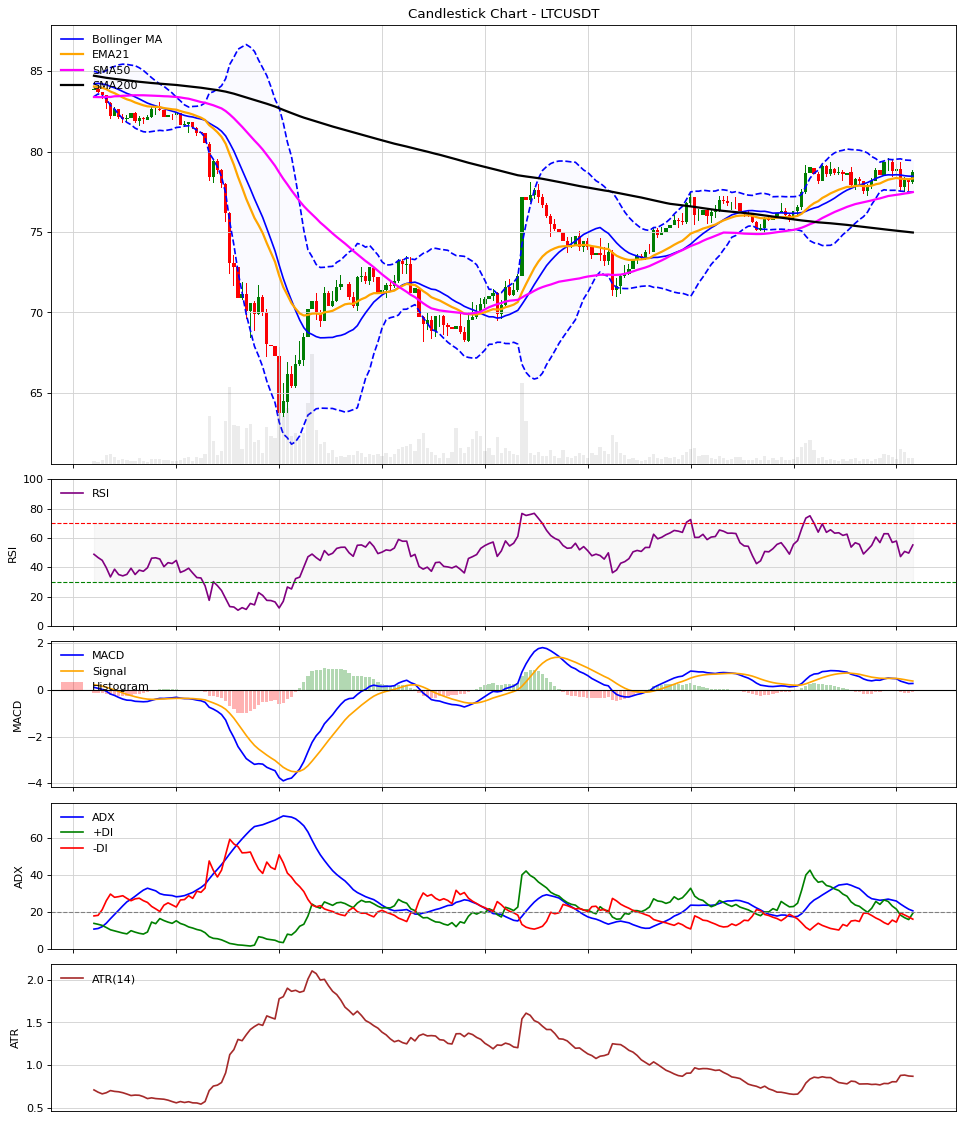 Candlestick Chart - LTCUSDT
Bollinger MA
EMA21
SMA50
SMA200
85
80
75
70
65
RSI
100
80
60
40
20
0
RSI
MACD
Signal
Histogram
2
0
−2
−4
MACD
ADX
+DI
-DI
60
40
20
0
ADX
ATR(14)
2.0
1.5
1.0
0.5
ATR